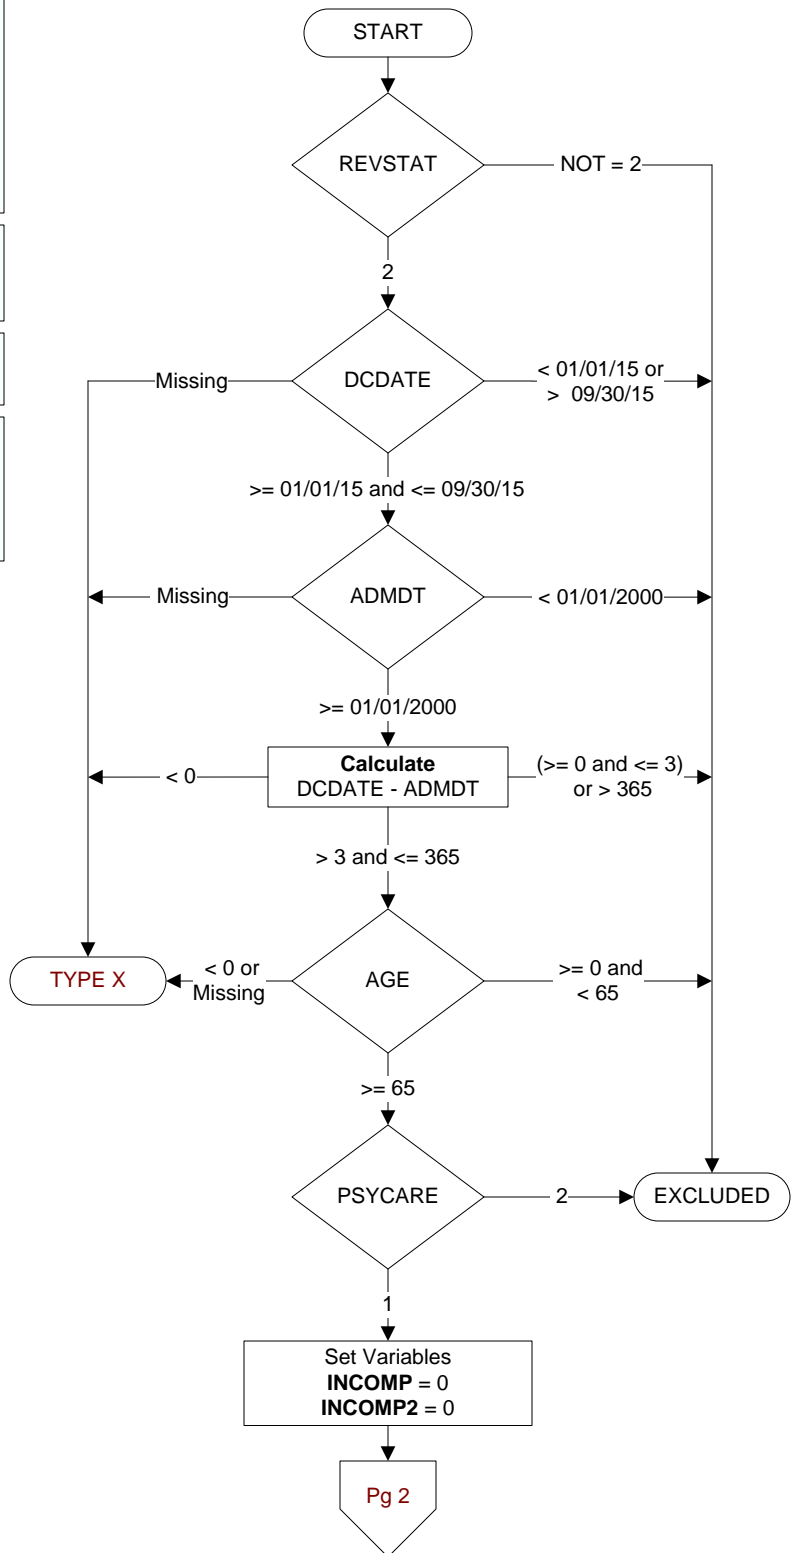 START
REVSTAT
NOT = 2
2
Missing
DCDATE
< 01/01/15 or
> 09/30/15
>= 01/01/15 and <= 09/30/15
Missing
ADMDT
< 01/01/2000
>= 01/01/2000
< 0
Calculate
DCDATE - ADMDT
(>= 0 and <= 3)
or > 365
> 3 and <= 365
TYPE X
< 0 or
Missing
AGE
>= 0 and
< 65
>= 65
PSYCARE
2
EXCLUDED
1
Set Variables
INCOMP = 0
INCOMP2 = 0
Pg 2